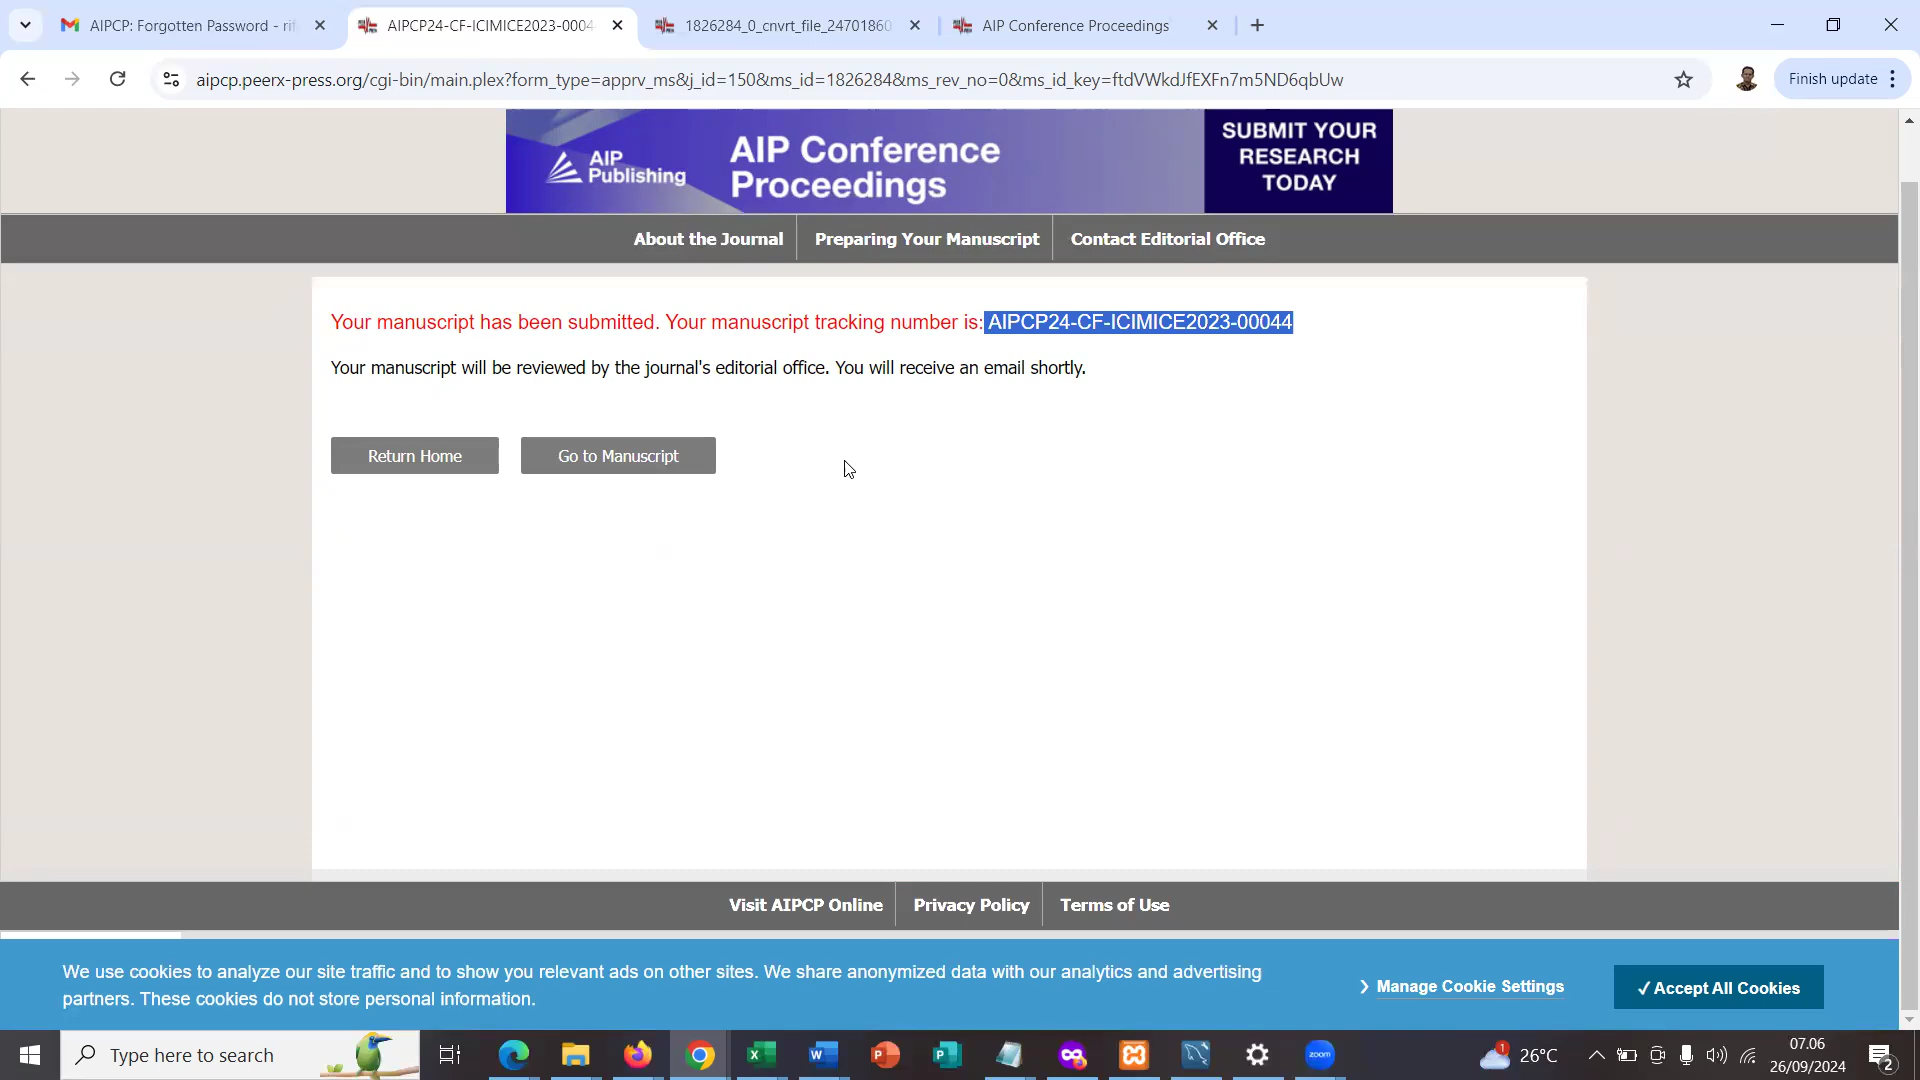 AIPCP: Forgotten Password - rif
AIPCP24-CF-ICIMICE2023-0004
1826284_0_cnvrt_file_24701860
AIP Conference Proceedings
aipcp.peerx-press.org/cgi-bin/main.plex?form_type=apprv_ms&j_id=150&ms_id=1826284&ms_rev_no=0&ms_id_key=ftdVWkdJfEXFn7m5ND6qbUw
Finish update
AIP Publishing
AIP Conference
Proceedings
SUBMIT YOUR
RESEARCH
TODAY
About the Journal
Preparing Your Manuscript
Contact Editorial Office
Your manuscript has been submitted. Your manuscript tracking number is: AIPCP24-CF-ICIMICE2023-00044
Your manuscript will be reviewed by the journal's editorial office. You will receive an email shortly.
Return Home
Go to Manuscript
Visit AIPCP Online
Privacy Policy
Terms of Use
We use cookies to analyze our site traffic and to show you relevant ads on other sites. We share anonymized data with our analytics and advertising
partners. These cookies do not store personal information.
Manage Cookie Settings
✓ Accept All Cookies
Type here to search
zoom
1
26°C
07.06
26/09/2024
2